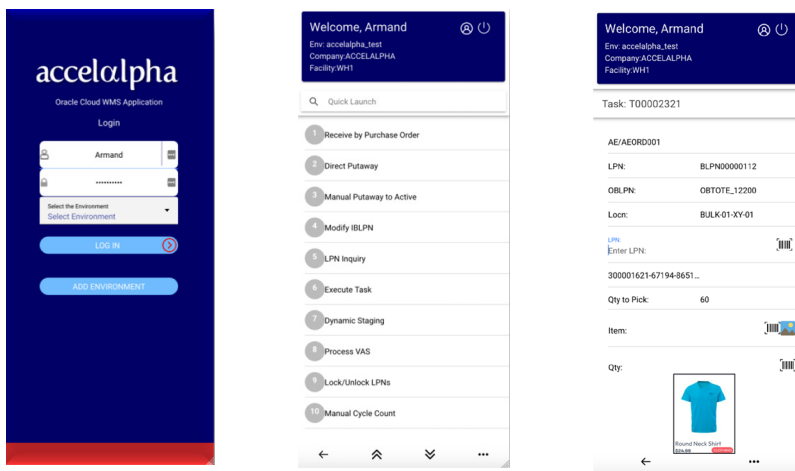 accelαlpha
Oracle Cloud WMS Application
Login
Armand
Select the Environment
Select Environment
LOG IN
ADD ENVIRONMENT
Welcome, Armand
Env: accelalpha_test
Company:ACCELALPHA
Facility:WH1
Quick Launch
1 Receive by Purchase Order
2 Direct Putaway
3 Manual Putaway to Active
4 Modify IBLPN
5 LPN Inquiry
6 Execute Task
7 Dynamic Staging
8 Process VAS
9 Lock/Unlock LPNs
10 Manual Cycle Count
Welcome, Armand
Env: accelalpha_test
Company:ACCELALPHA
Facility:WH1
Task: T00002321
AE/AEORD001
LPN: BLPN00000112
OBLPN: OBTOTE_12200
Locn: BULK-01-XY-01
LPN:
Enter LPN:
300001621-67194-8651...
Qty to Pick: 60
Item:
Qty:
Round Neck Shirt